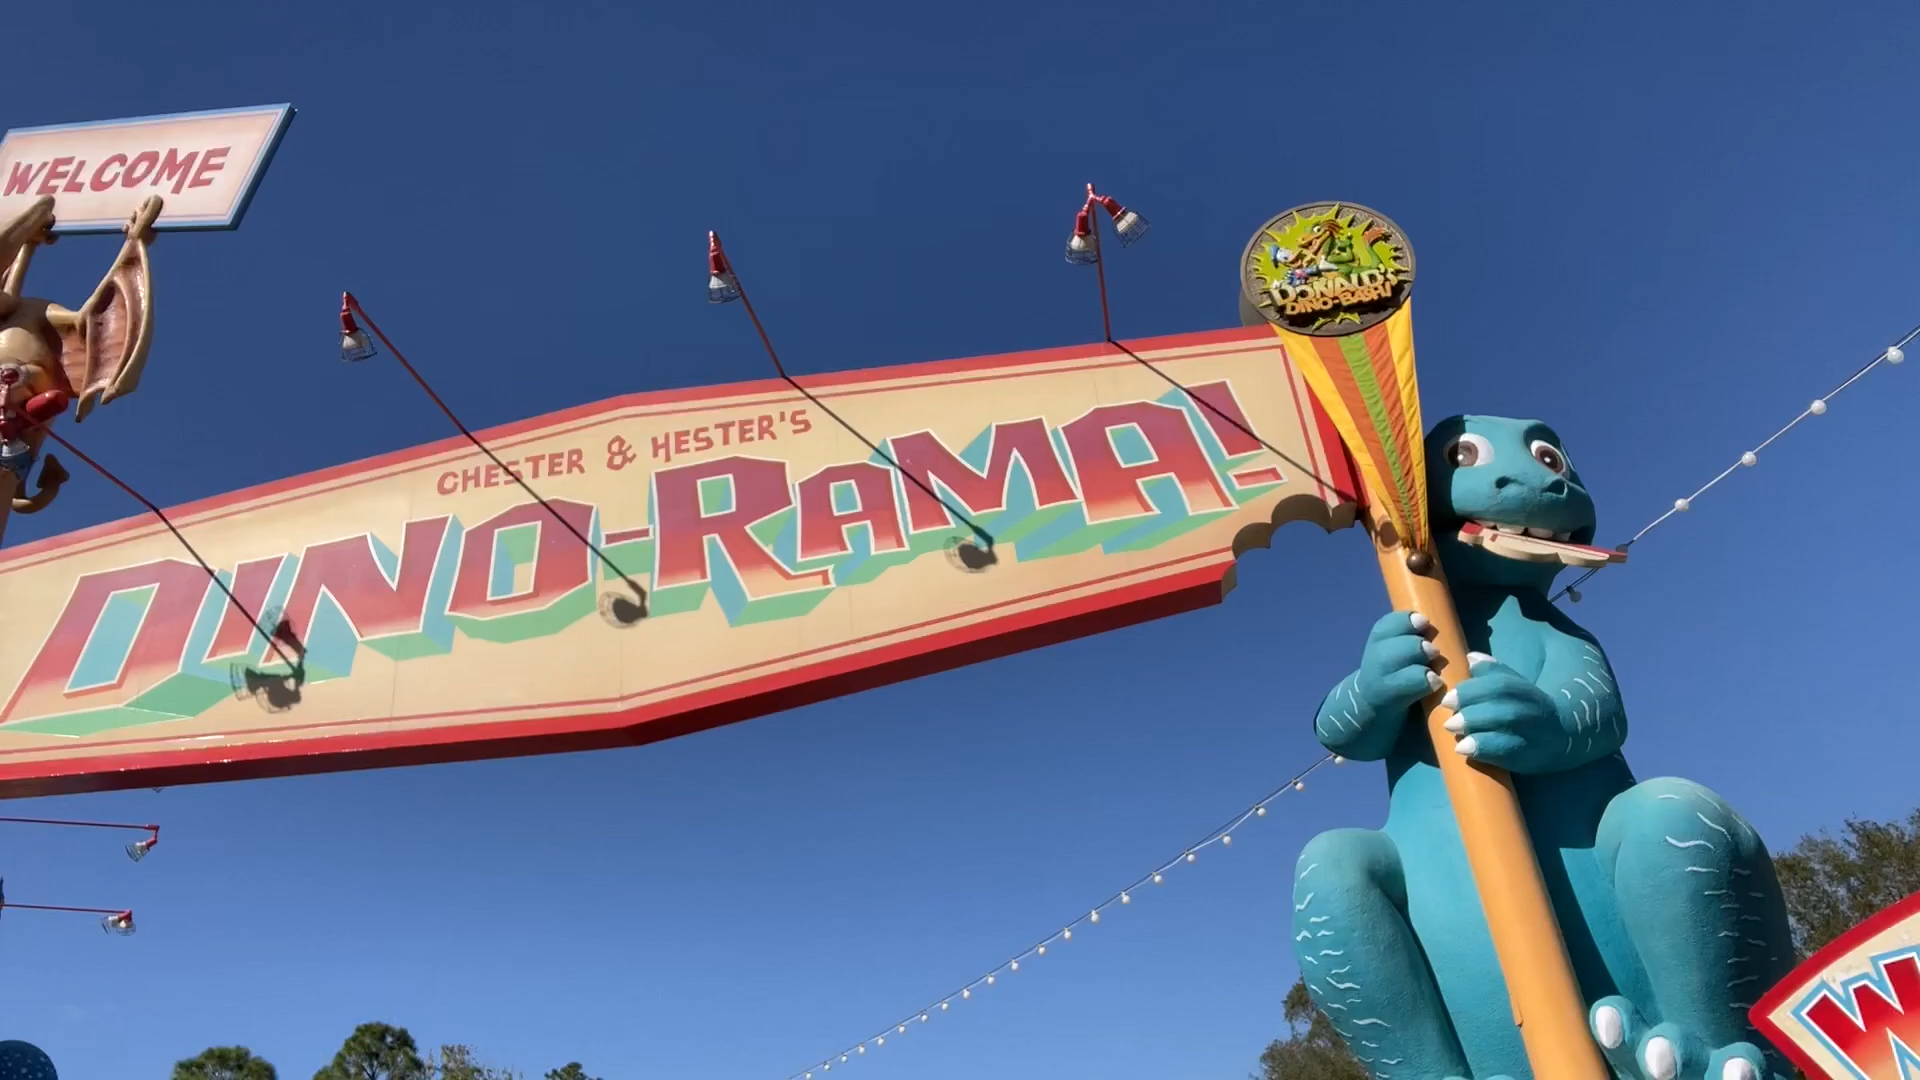 WELCOME
CHESTER & HESTER'S
DINO-RAMA!
DONALD'S
DINO-BASH!
W